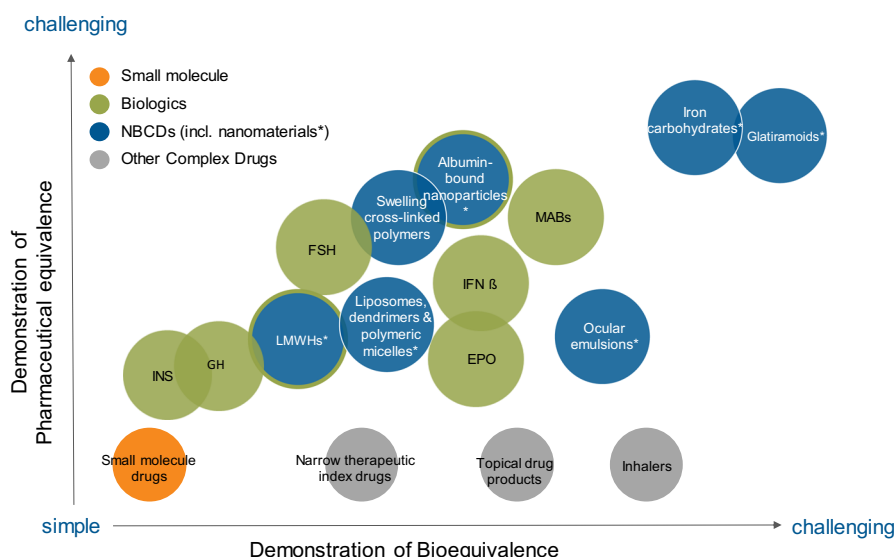 challenging
Small molecule
Biologics
NBCDs (incl. nanomaterials*)
Other Complex Drugs
Iron
carbohydrates*
Glatiramoids*
Albumin-
bound
nanoparticles
*
Swelling
cross-linked
polymers
MABs
FSH
IFN ß
Liposomes,
dendrimers &
polymeric
micelles*
LMWHs*
Ocular
emulsions*
EPO
GH
INS
Small molecule
drugs
Narrow therapeutic
index drugs
Topical drug
products
Inhalers
Demonstration of
Pharmaceutical equivalence
simple
challenging
Demonstration of Bioequivalence